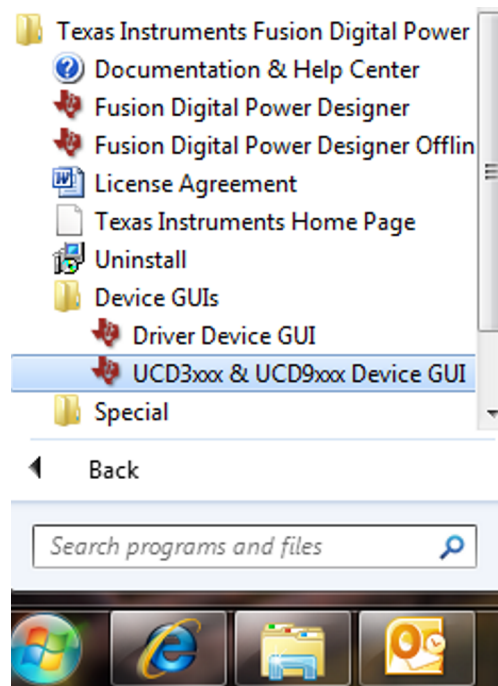 Texas Instruments Fusion Digital Power
Documentation & Help Center
Fusion Digital Power Designer
Fusion Digital Power Designer Offlin
License Agreement
Texas Instruments Home Page
Uninstall
Device GUIs
Driver Device GUI
UCD3xxx & UCD9xxx Device GUI
Special
Back
Search programs and files